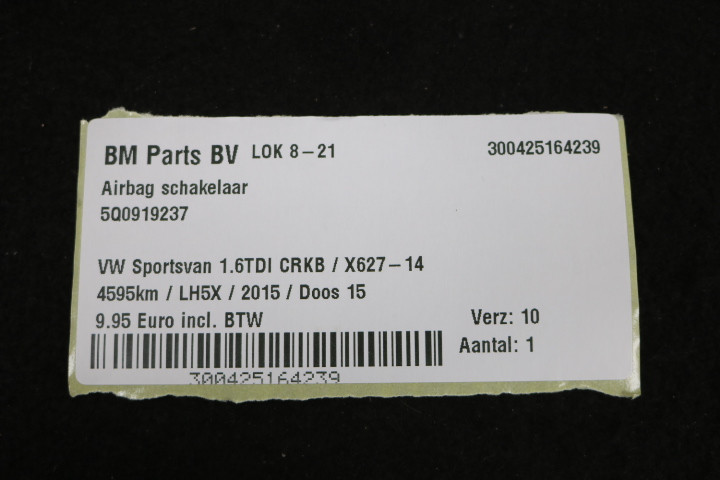 BM Parts BV LOK 8-21 300425164239
Airbag schakelaar
5Q0919237
VW Sportsvan 1.6TDI CRKB / X627-14
4595km / LH5X / 2015 / Doos 15
9.95 Euro incl. BTW Verz: 10
Aantal: 1
300425164239